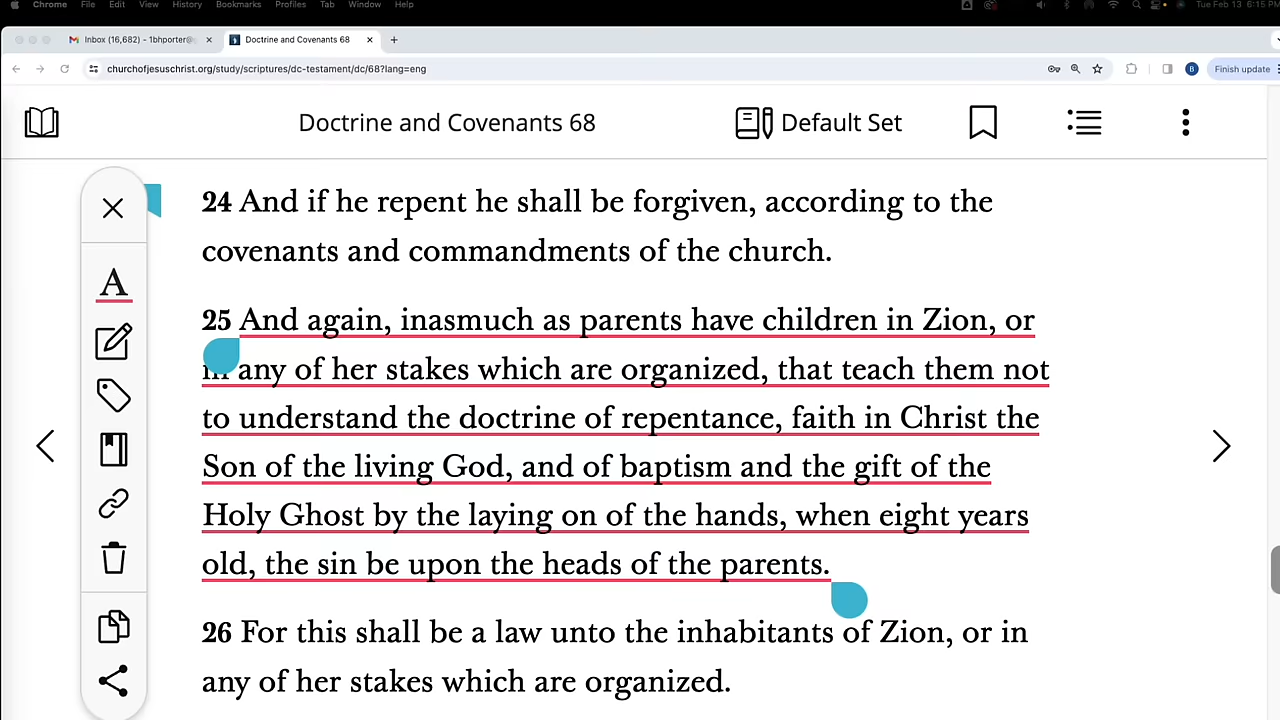 Chrome File Edit View History Bookmarks Profiles Tab Window Help Tue Feb 13 6:15 PM
Inbox (16,682) - 1bhporter@ Doctrine and Covenants 68
churchofjesuschrist.org/study/scriptures/dc-testament/dc/68?lang=eng B Finish update
Doctrine and Covenants 68 Default Set
24 And if he repent he shall be forgiven, according to the
covenants and commandments of the church.
A
25 And again, inasmuch as parents have children in Zion, or
in any of her stakes which are organized, that teach them not
to understand the doctrine of repentance, faith in Christ the
Son of the living God, and of baptism and the gift of the
Holy Ghost by the laying on of the hands, when eight years
old, the sin be upon the heads of the parents.
26 For this shall be a law unto the inhabitants of Zion, or in
any of her stakes which are organized.